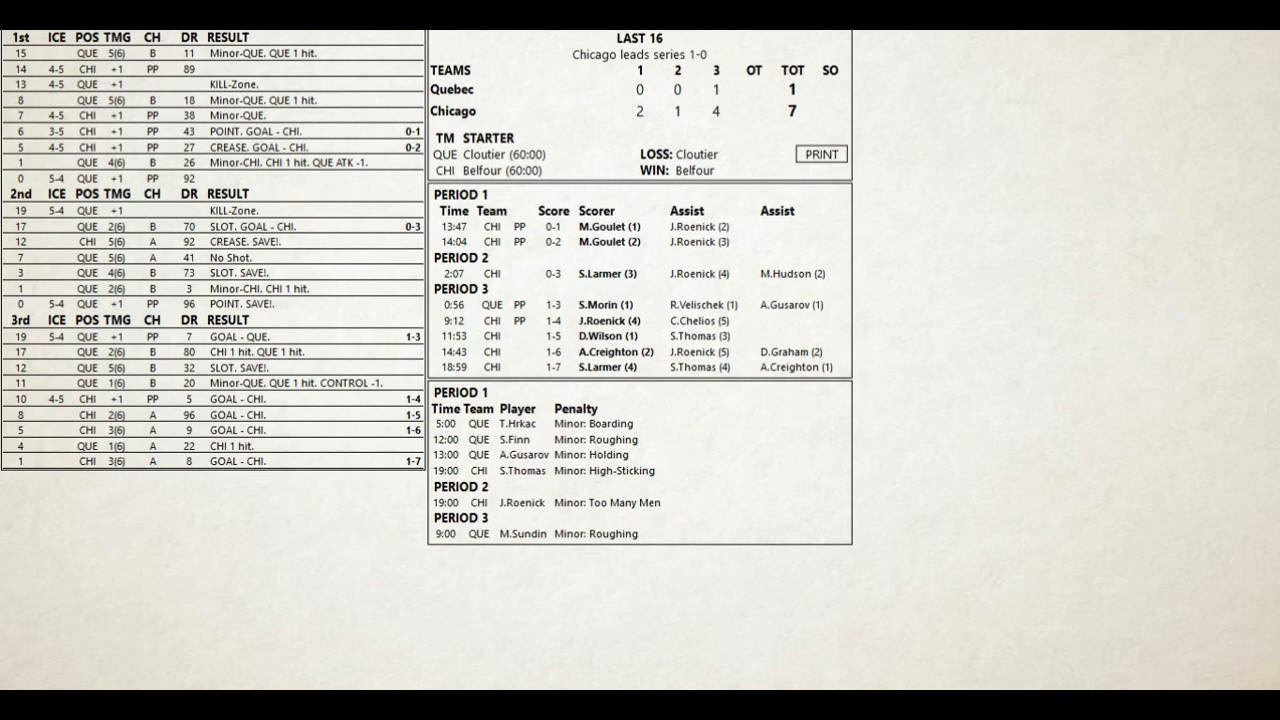 1st ICE POS TMG CH DR RESULT
15 QUE 5(6) B 11 Minor-QUE. QUE 1 hit.
14 4-5 CHI +1 PP 89
13 4-5 QUE +1 KILL-Zone.
8 QUE 5(6) B 18 Minor-QUE. QUE 1 hit.
7 4-5 CHI +1 PP 38 Minor-QUE.
6 3-5 CHI +1 PP 43 POINT. GOAL - CHI. 0-1
5 4-5 CHI +1 PP 27 CREASE. GOAL - CHI. 0-2
1 QUE 4(6) B 26 Minor-CHI. CHI 1 hit. QUE ATK -1.
0 5-4 QUE +1 PP 92
2nd ICE POS TMG CH DR RESULT
19 5-4 QUE +1 KILL-Zone.
17 QUE 2(6) B 70 SLOT. GOAL - CHI. 0-3
12 CHI 5(6) A 92 CREASE. SAVE!.
7 QUE 5(6) A 41 No Shot.
3 QUE 4(6) B 73 SLOT. SAVE!.
1 QUE 2(6) B 3 Minor-CHI. CHI 1 hit.
0 5-4 QUE +1 PP 96 POINT. SAVE!.
3rd ICE POS TMG CH DR RESULT
19 5-4 QUE +1 PP 7 GOAL - QUE. 1-3
17 QUE 2(6) B 80 CHI 1 hit. QUE 1 hit.
12 QUE 5(6) B 32 SLOT. SAVE!.
11 QUE 1(6) B 20 Minor-QUE. QUE 1 hit. CONTROL -1.
10 4-5 CHI +1 PP 5 GOAL - CHI. 1-4
8 CHI 2(6) A 96 GOAL - CHI. 1-5
5 CHI 3(6) A 9 GOAL - CHI. 1-6
4 QUE 1(6) A 22 CHI 1 hit.
1 CHI 3(6) A 8 GOAL - CHI. 1-7
LAST 16
Chicago leads series 1-0
TEAMS 1 2 3 OT TOT SO
Quebec 0 0 1 1
Chicago 2 1 4 7
TM STARTER
QUE Cloutier (60:00) LOSS: Cloutier PRINT
CHI Belfour (60:00) WIN: Belfour
PERIOD 1
Time Team Score Scorer Assist Assist
13:47 CHI PP 0-1 M.Goulet (1) J.Roenick (2)
14:04 CHI PP 0-2 M.Goulet (2) J.Roenick (3)
PERIOD 2
2:07 CHI 0-3 S.Larmer (3) J.Roenick (4) M.Hudson (2)
PERIOD 3
0:56 QUE PP 1-3 S.Morin (1) R.Velischek (1) A.Gusarov (1)
9:12 CHI PP 1-4 J.Roenick (4) C.Chelios (5)
11:53 CHI 1-5 D.Wilson (1) S.Thomas (3)
14:43 CHI 1-6 A.Creighton (2) J.Roenick (5) D.Graham (2)
18:59 CHI 1-7 S.Larmer (4) S.Thomas (4) A.Creighton (1)
PERIOD 1
Time Team Player Penalty
5:00 QUE T.Hrkac Minor: Boarding
12:00 QUE S.Finn Minor: Roughing
13:00 QUE A.Gusarov Minor: Holding
19:00 CHI S.Thomas Minor: High-Sticking
PERIOD 2
19:00 CHI J.Roenick Minor: Too Many Men
PERIOD 3
9:00 QUE M.Sundin Minor: Roughing